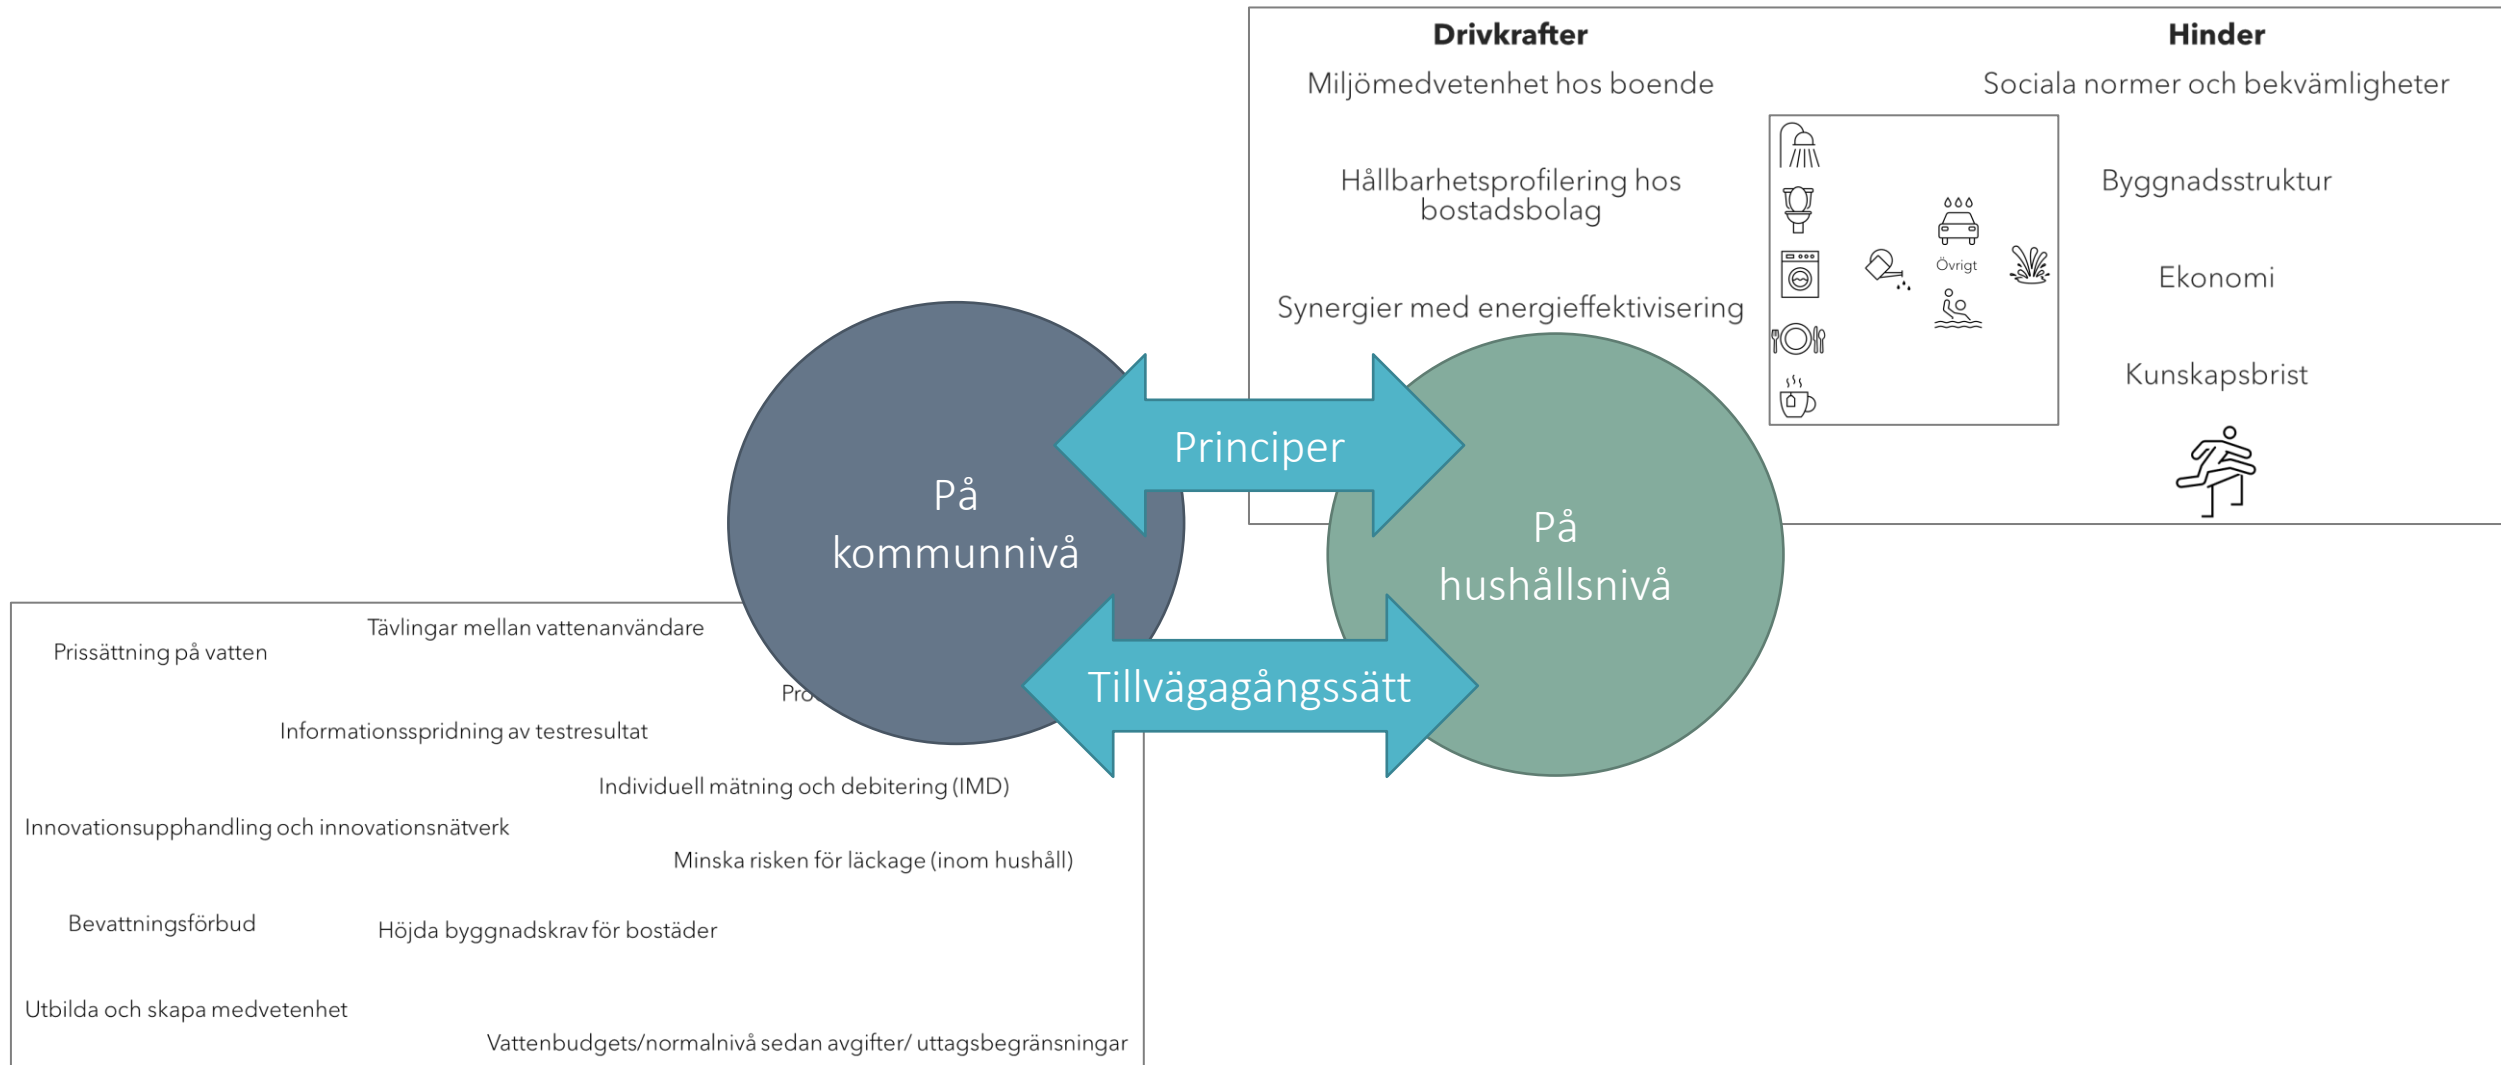 Drivkrafter
Hinder
Miljömedvetenhet hos boende
Sociala normer och bekvämligheter
Hållbarhetsprofilering hos
bostadsbolag
Byggnadsstruktur
Övrigt
Ekonomi
Synergier med energieffektivisering
Kunskapsbrist
Principer
På
kommunnivå
På
hushållsnivå
Tillvägagångssätt
Tävlingar mellan vattenanvändare
Prissättning på vatten
Informationsspridning av testresultat
Individuell mätning och debitering (IMD)
Innovationsupphandling och innovationsnätverk
Minska risken för läckage (inom hushåll)
Bevattningsförbud
Höjda byggnadskrav för bostäder
Utbilda och skapa medvetenhet
Vattenbudgets/normalnivå sedan avgifter/ uttagsbegränsningar